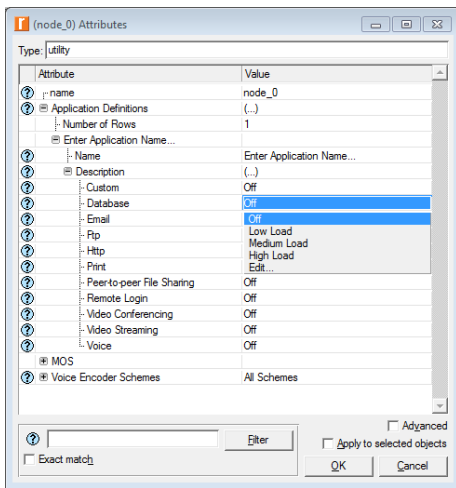 (node_0) Attributes
Type: utility
Attribute Value
name node_0
Application Definitions (...)
Number of Rows 1
Enter Application Name...
Name Enter Application Name...
Description (...)
Custom Off
Database Off
Email Off
Ftp Low Load
Http Medium Load
High Load
Print Edit...
Peer-to-peer File Sharing Off
Remote Login Off
Video Conferencing Off
Video Streaming Off
Voice Off
MOS
Voice Encoder Schemes All Schemes
Advanced
Filter
Apply to selected objects
Exact match
OK Cancel